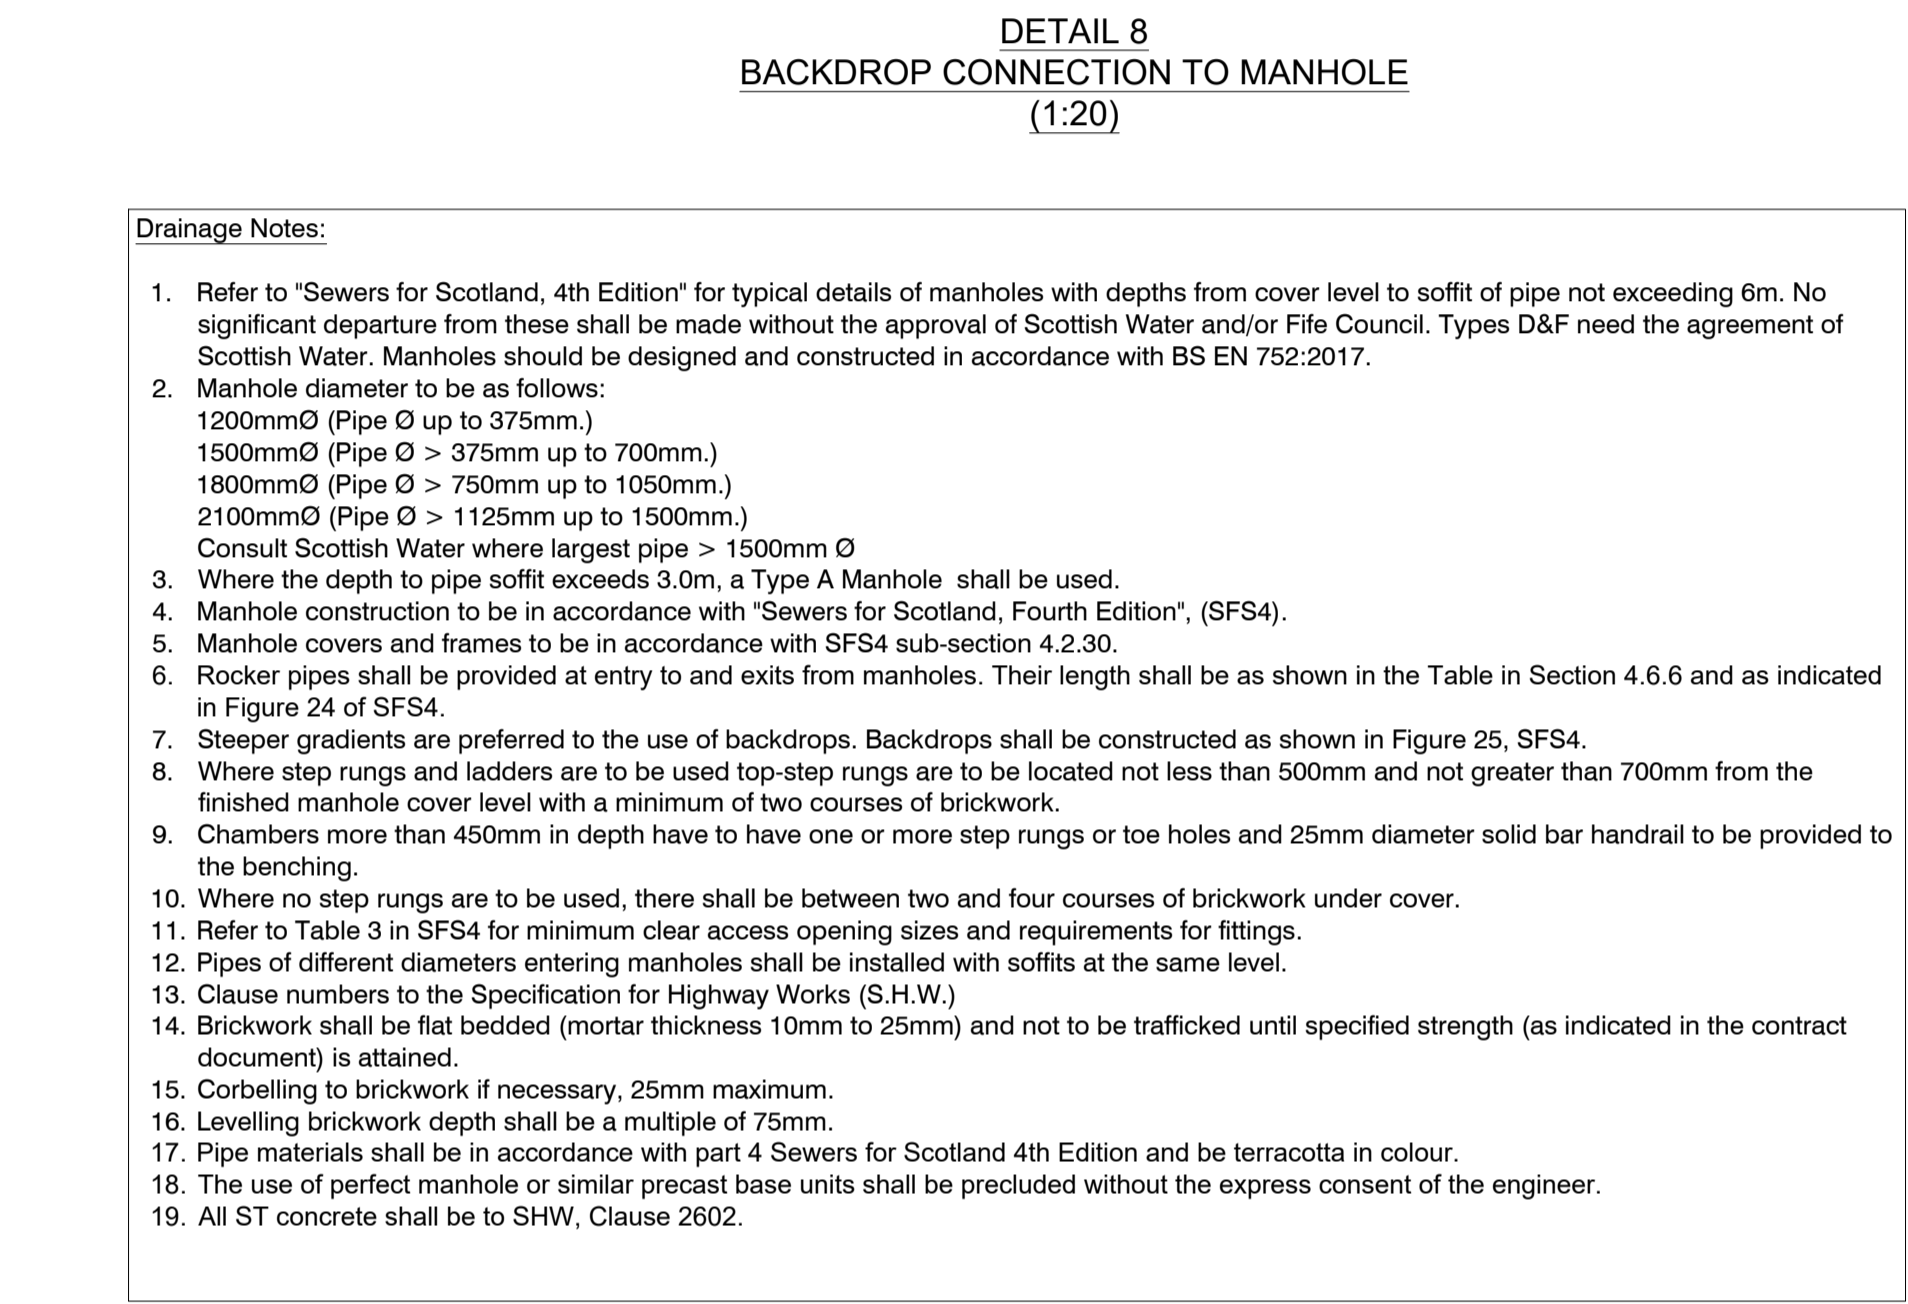 DETAIL 8
BACKDROP CONNECTION TO MANHOLE
(1:20)
Drainage Notes:
1. Refer to "Sewers for Scotland, 4th Edition" for typical details of manholes with depths from cover level to soffit of pipe not exceeding 6m. No
significant departure from these shall be made without the approval of Scottish Water and/or Fife Council. Types D&F need the agreement of
Scottish Water. Manholes should be designed and constructed in accordance with BS EN 752:2017.
2. Manhole diameter to be as follows:
1200mmØ (Pipe Ø up to 375mm.)
1500mmØ (Pipe Ø > 375mm up to 700mm.)
1800mmØ (Pipe Ø > 750mm up to 1050mm.)
2100mmØ (Pipe Ø > 1125mm up to 1500mm.)
Consult Scottish Water where largest pipe > 1500mm Ø
3. Where the depth to pipe soffit exceeds 3.0m, a Type A Manhole shall be used.
4. Manhole construction to be in accordance with "Sewers for Scotland, Fourth Edition", (SFS4).
5. Manhole covers and frames to be in accordance with SFS4 sub-section 4.2.30.
6. Rocker pipes shall be provided at entry to and exits from manholes. Their length shall be as shown in the Table in Section 4.6.6 and as indicated
in Figure 24 of SFS4.
7. Steeper gradients are preferred to the use of backdrops. Backdrops shall be constructed as shown in Figure 25, SFS4.
8. Where step rungs and ladders are to be used top-step rungs are to be located not less than 500mm and not greater than 700mm from the
finished manhole cover level with a minimum of two courses of brickwork.
9. Chambers more than 450mm in depth have to have one or more step rungs or toe holes and 25mm diameter solid bar handrail to be provided to
the benching.
10. Where no step rungs are to be used, there shall be between two and four courses of brickwork under cover.
11. Refer to Table 3 in SFS4 for minimum clear access opening sizes and requirements for fittings.
12. Pipes of different diameters entering manholes shall be installed with soffits at the same level.
13. Clause numbers to the Specification for Highway Works (S.H.W.)
14. Brickwork shall be flat bedded (mortar thickness 10mm to 25mm) and not to be trafficked until specified strength (as indicated in the contract
document) is attained.
15. Corbelling to brickwork if necessary, 25mm maximum.
16. Levelling brickwork depth shall be a multiple of 75mm.
17. Pipe materials shall be in accordance with part 4 Sewers for Scotland 4th Edition and be terracotta in colour.
18. The use of perfect manhole or similar precast base units shall be precluded without the express consent of the engineer.
19. All ST concrete shall be to SHW, Clause 2602.